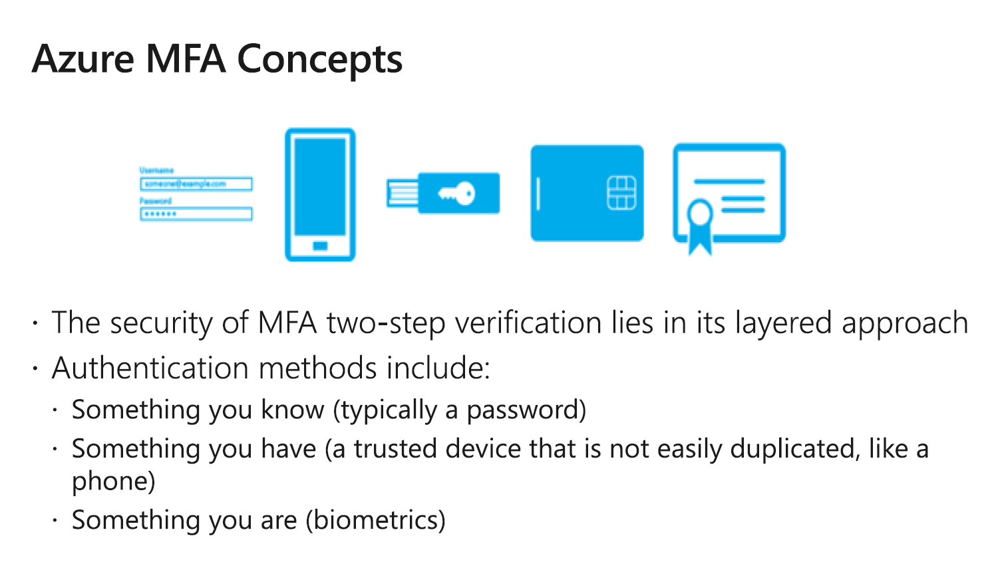 Azure MFA Concepts
Username
someone@example.com
Password
· The security of MFA two-step verification lies in its layered approach
· Authentication methods include:
· Something you know (typically a password)
· Something you have (a trusted device that is not easily duplicated, like a
phone)
· Something you are (biometrics)